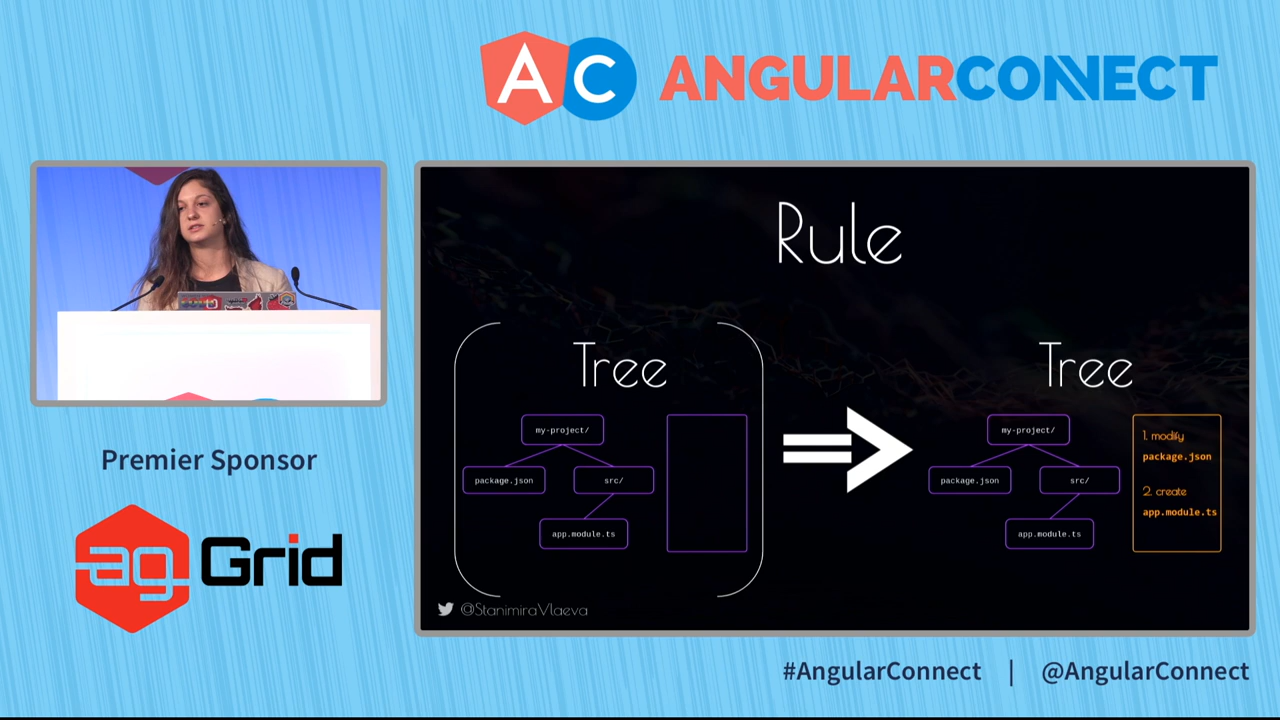 AC ANGULARCONNECT
Rule
Tree
my-project/
package.json
src/
app.module.ts
Tree
my-project/
package.json
src/
app.module.ts
1. modify
package.json
2. create
app.module.ts
@StanimiraVlaeva
Premier Sponsor
ag Grid
#AngularConnect | @AngularConnect